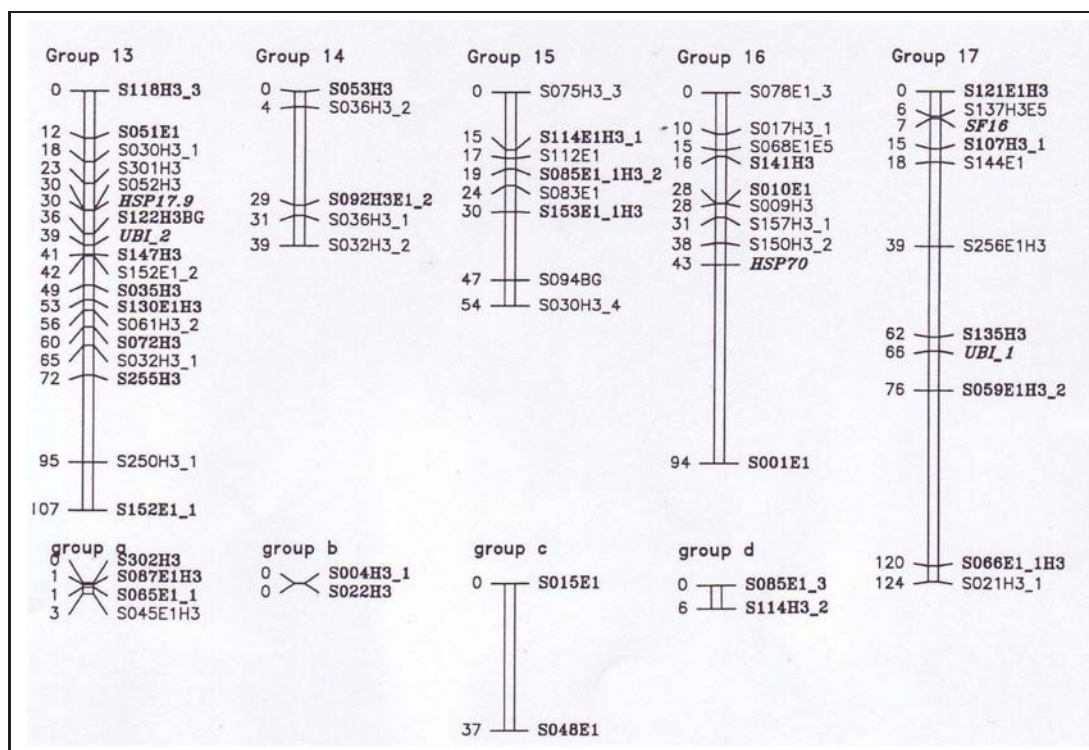 Group 13
0 S118H3_3
12 S051E1
18 S030H3_1
23 S301H3
30 S052H3
30 HSP17.9
36 S122H3BG
39 UBI_2
41 S147H3
42 S152E1_2
49 S035H3
53 S130E1H3
56 S061H3_2
60 S072H3
65 S032H3_1
72 S255H3
95 S250H3_1
107 S152E1_1
Group 14
0 S053H3
4 S036H3_2
29 S092H3E1_2
31 S036H3_1
39 S032H3_2
Group 15
0 S075H3_3
15 S114E1H3_1
17 S112E1
19 S085E1_1H3_2
24 S083E1
30 S153E1_1H3
47 S094BG
54 S030H3_4
Group 16
0 S078E1_3
10 S017H3_1
15 S068E1E5
16 S141H3
28 S010E1
28 S009H3
31 S157H3_1
38 S150H3_2
43 HSP70
94 S001E1
Group 17
0 S121E1H3
6 S137H3E5
7 SF16
15 S107H3_1
18 S144E1
39 S256E1H3
62 S135H3
66 UBI_1
76 S059E1H3_2
120 S066E1_1H3
124 S021H3_1
group a
0 S302H3
1 S087E1H3
1 S065E1_1
3 S045E1H3
group b
0 S004H3_1
0 S022H3
group c
0 S015E1
37 S048E1
group d
0 S085E1_3
6 S114H3_2